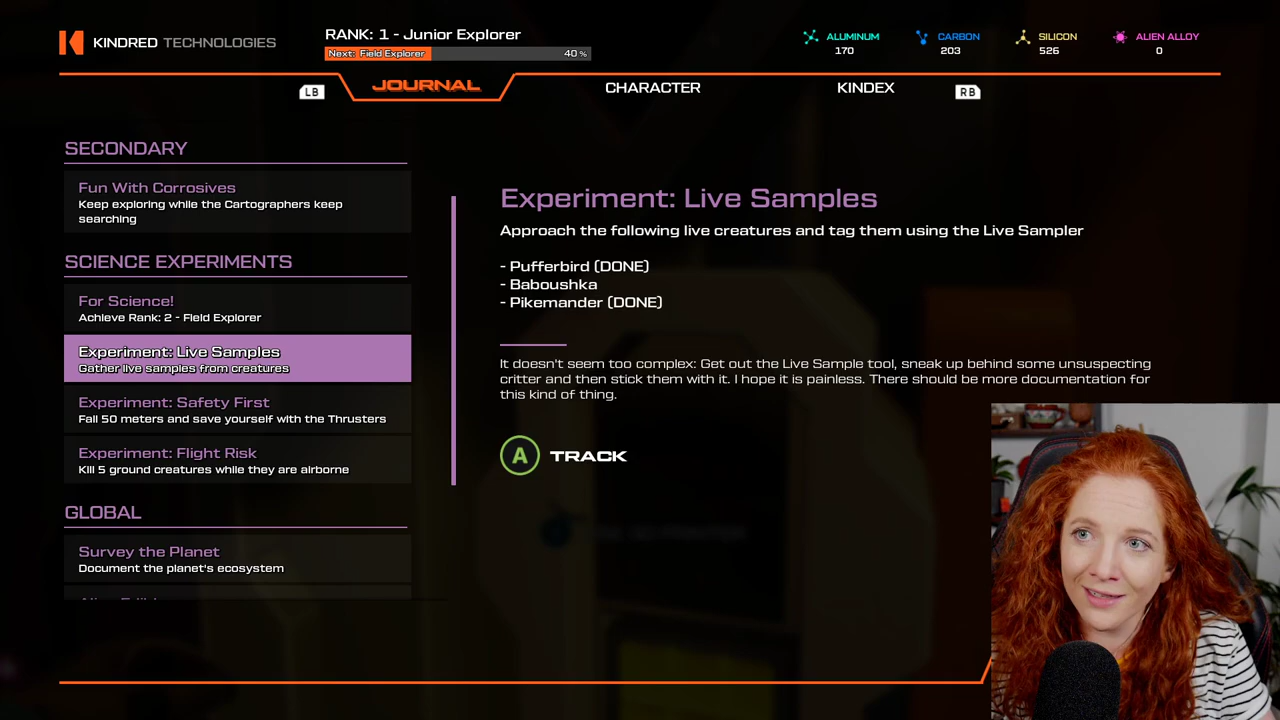 KINDRED TECHNOLOGIES
RANK: 1 - Junior Explorer
Next: Field Explorer 40 %
ALUMINUM
170
CARBON
203
SILICON
526
ALIEN ALLOY
0
LB
JOURNAL
CHARACTER
KINDEX
RB
SECONDARY
Fun With Corrosives
Keep exploring while the Cartographers keep
searching
SCIENCE EXPERIMENTS
For Science!
Achieve Rank: 2 - Field Explorer
Experiment: Live Samples
Gather live samples from creatures
Experiment: Safety First
Fall 50 meters and save yourself with the Thrusters
Experiment: Flight Risk
Kill 5 ground creatures while they are airborne
GLOBAL
Survey the Planet
Document the planet's ecosystem
Experiment: Live Samples
Approach the following live creatures and tag them using the Live Sampler
- Pufferbird (DONE)
- Baboushka
- Pikemander (DONE)
It doesn't seem too complex: Get out the Live Sample tool, sneak up behind some unsuspecting
critter and then stick them with it. I hope it is painless. There should be more documentation for
this kind of thing.
A TRACK